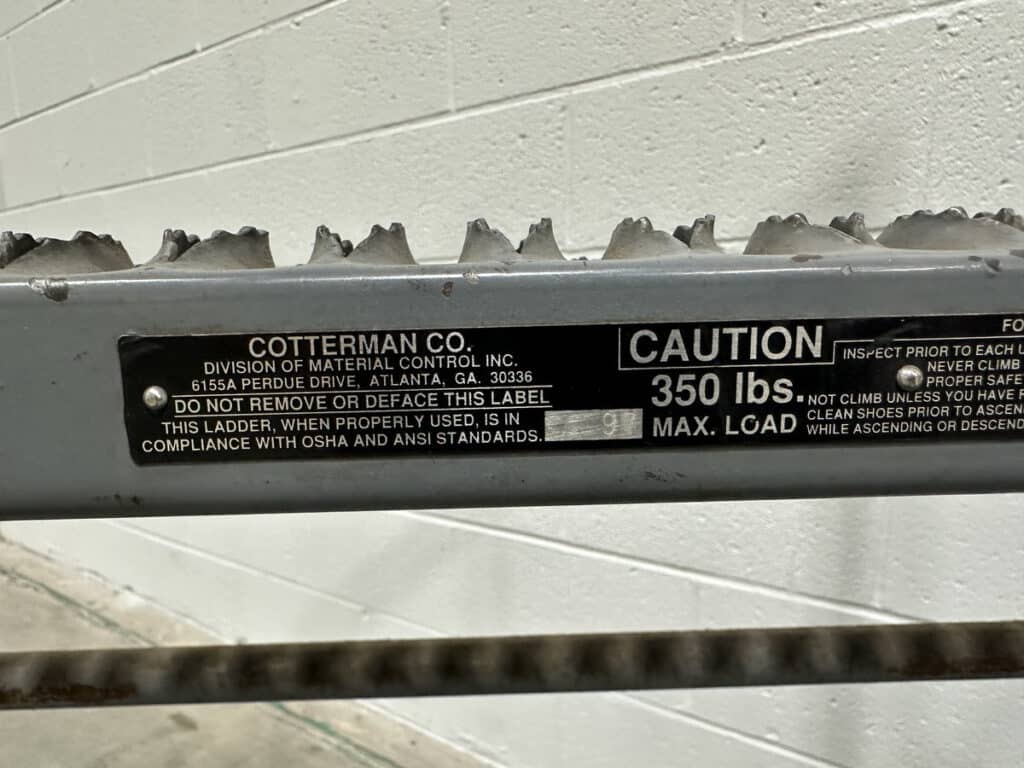 COTTERMAN CO.
DIVISION OF MATERIAL CONTROL INC.
6155A PERDUE DRIVE, ATLANTA, GA. 30336
DO NOT REMOVE OR DEFACE THIS LABEL
THIS LADDER, WHEN PROPERLY USED, IS IN
COMPLIANCE WITH OSHA AND ANSI STANDARDS.
CAUTION
350 lbs.
MAX. LOAD
FO
INSPECT PRIOR TO EACH U
NEVER CLIMB
PROPER SAFE
NOT CLIMB UNLESS YOU HAVE F
CLEAN SHOES PRIOR TO ASCEN
WHILE ASCENDING OR DESCEND